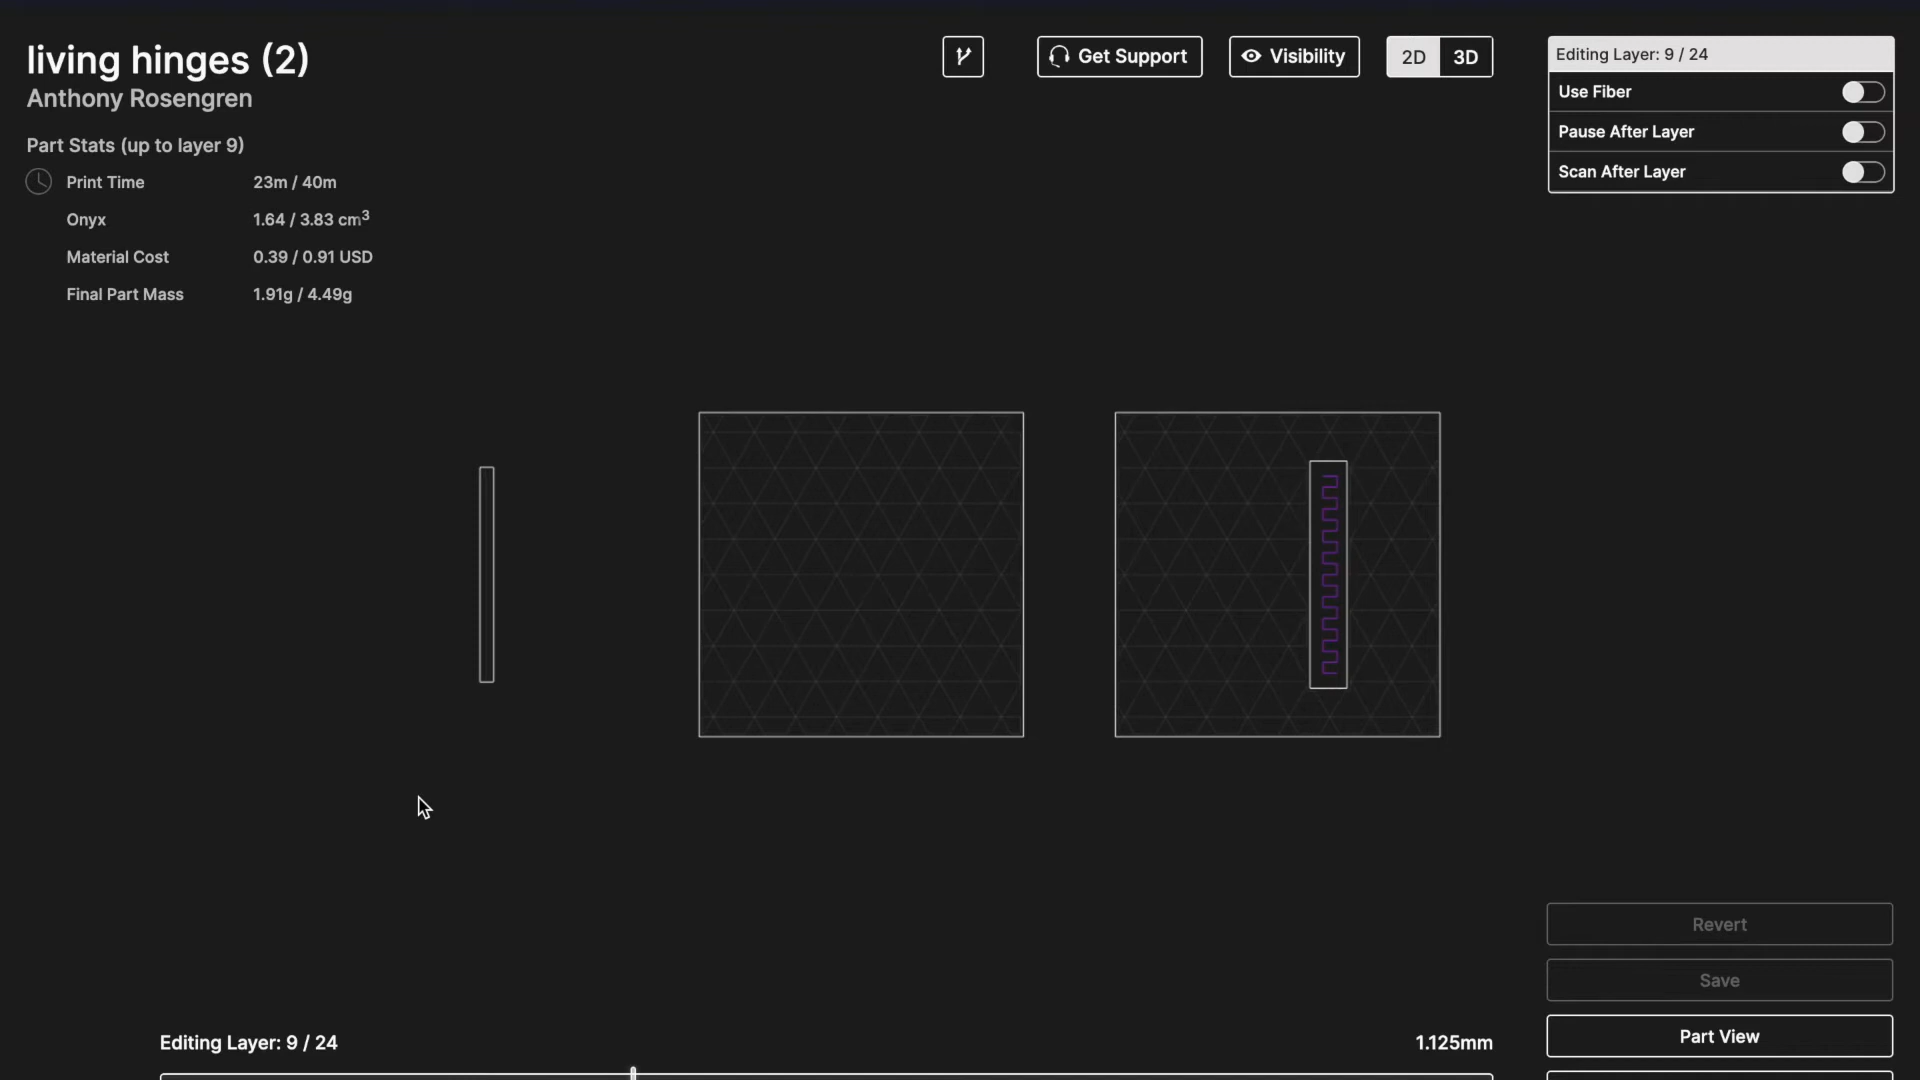 living hinges (2)
Anthony Rosengren
Get Support
Visibility
2D
3D
Editing Layer: 9 / 24
Use Fiber
Pause After Layer
Scan After Layer
Part Stats (up to layer 9)
Print Time 23m / 40m
Onyx 1.64 / 3.83 cm³
Material Cost 0.39 / 0.91 USD
Final Part Mass 1.91g / 4.49g
Revert
Save
Part View
Editing Layer: 9 / 24
1.125mm